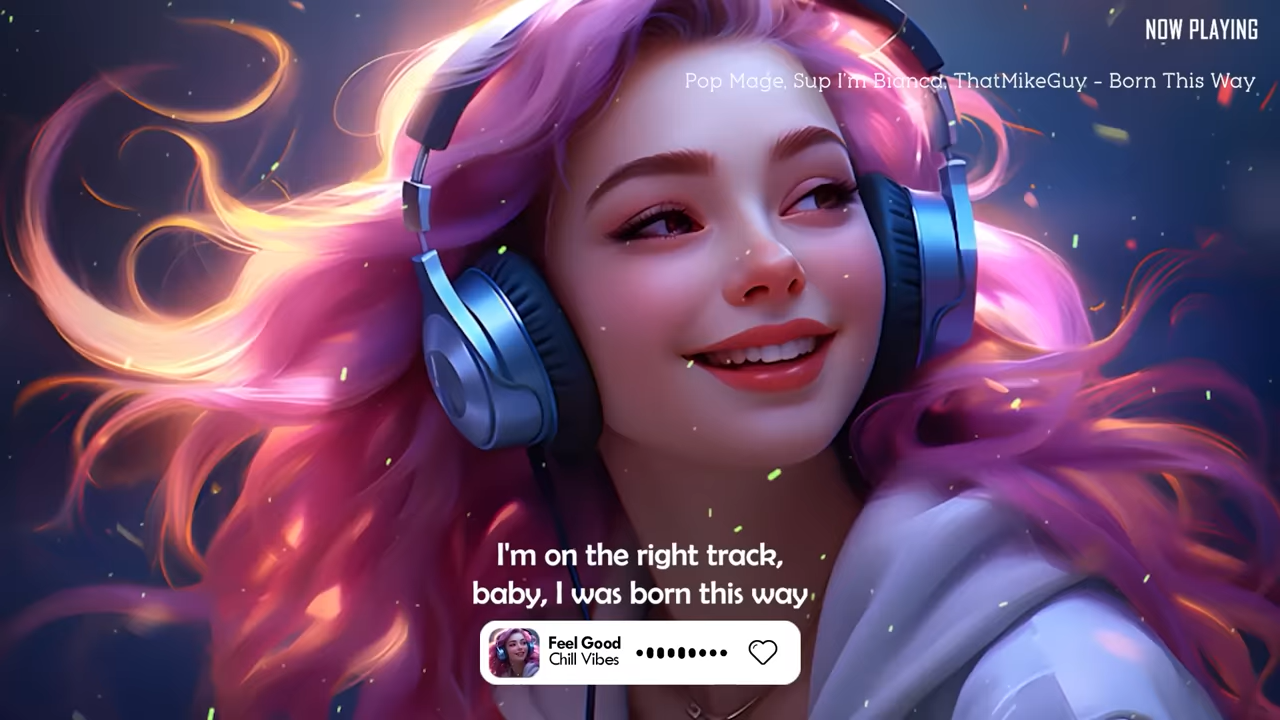 NOW PLAYING
Pop Mage, Sup I'm Bianca, ThatMikeGuy - Born This Way
I'm on the right track,
baby, I was born this way
Feel Good
Chill Vibes